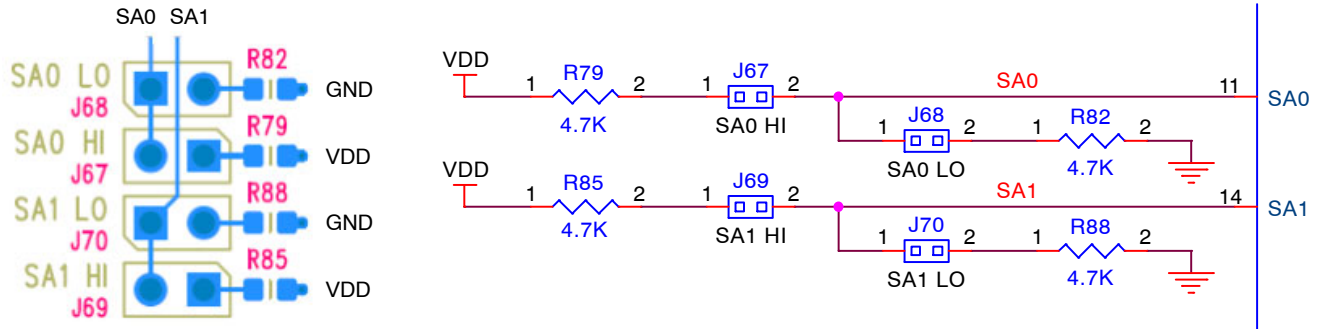 SA0 SA1
SA0 LO
J68
R82
GND
SA0 HI
J67
R79
VDD
SA1 LO
J70
R88
GND
SA1 HI
J69
R85
VDD
VDD
1 R79 2
4.7K
1 J67 2
SA0 HI
SA0
11 SA0
1 J68 2
SA0 LO
1 R82 2
4.7K
VDD
1 R85 2
4.7K
1 J69 2
SA1 HI
SA1
14 SA1
1 J70 2
SA1 LO
1 R88 2
4.7K